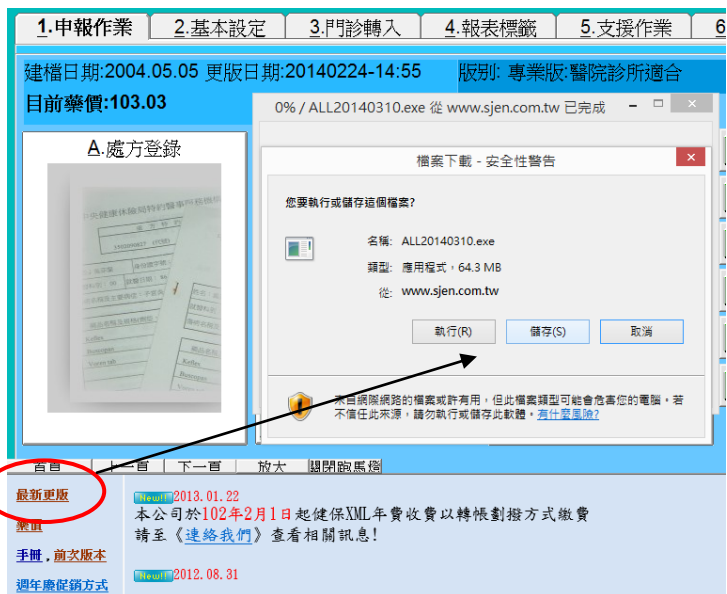 1.申報作業 2.基本設定 3.門診轉入 4.報表標籤 5.支援作業 6
建檔日期:2004.05.05 更版日期:20140224-14:55 版別: 專業版:醫院診所適合
目前藥價:103.03
0% / ALL20140310.exe 從 www.sjen.com.tw 已完成
A.處方登錄
檔案下載 - 安全性警告
您要執行或儲存這個檔案?
名稱: ALL20140310.exe
類型: 應用程式，64.3 MB
從: www.sjen.com.tw
執行(R) 儲存(S) 取消
來自網際網路的檔案或許有用，但此檔案類型可能會危害您的電腦。若
不信任此來源，請勿執行或儲存此軟體。有什麼風險?
首頁 上一頁 下一頁 放大 關閉跑馬燈
最新更版
藥價
手冊,前次版本
週年慶促銷方式
New!! 2013.01.22
本公司於102年2月1日起健保XML年費收費以轉帳劃撥方式繳費
請至《連絡我們》查看相關訊息!
New!! 2012.08.31